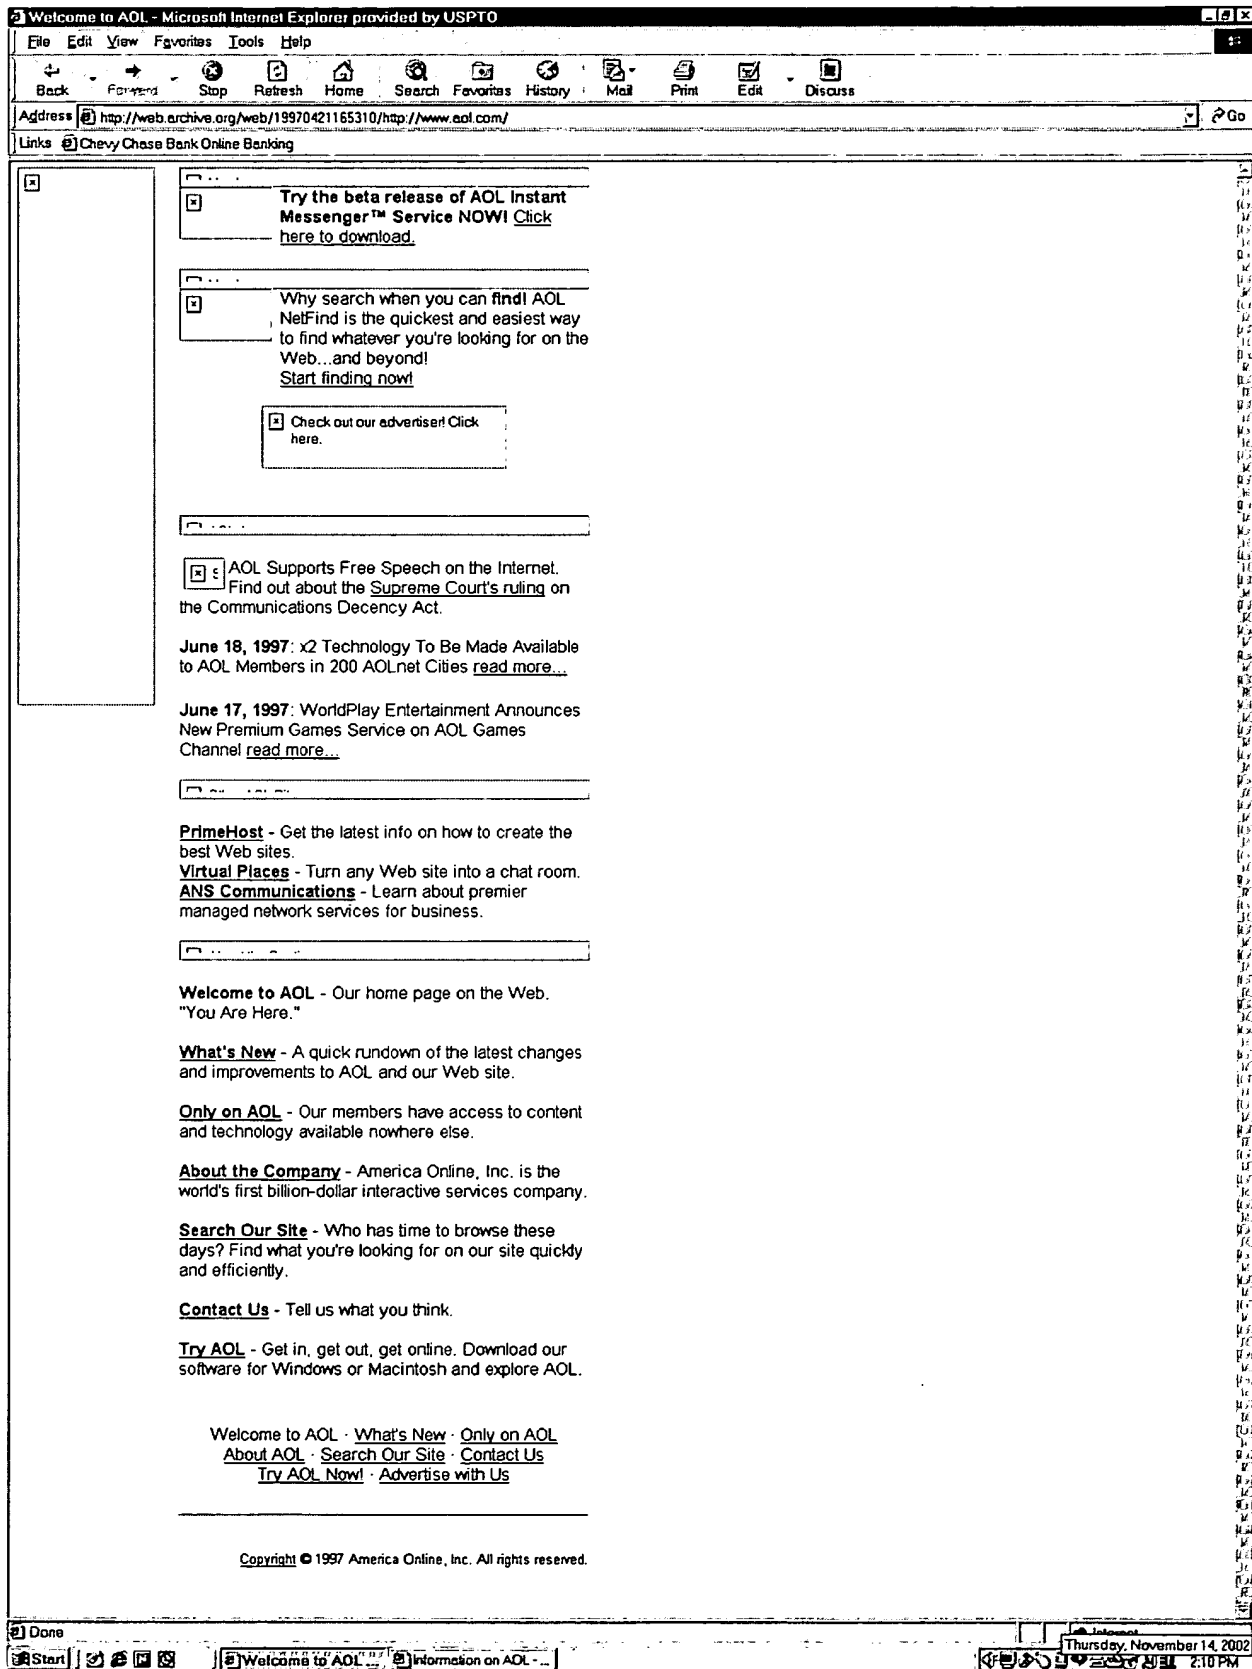 Welcome to AOL - Microsoft Internet Explorer provided by USPTO
File Edit View Favorites Tools Help
Back Forward Stop Refresh Home Search Favorites History Mail Print Edit Discuss
Address http://web.archive.org/web/19970421165310/http://www.aol.com/ Go
Links Chevy Chase Bank Online Banking
Try the beta release of AOL Instant
Messenger™ Service NOW! Click
here to download.
Why search when you can find! AOL
NetFind is the quickest and easiest way
to find whatever you're looking for on the
Web...and beyond!
Start finding now!
Check out our advertiser! Click
here.
AOL Supports Free Speech on the Internet.
Find out about the Supreme Court's ruling on
the Communications Decency Act.
June 18, 1997: x2 Technology To Be Made Available
to AOL Members in 200 AOLnet Cities read more...
June 17, 1997: WorldPlay Entertainment Announces
New Premium Games Service on AOL Games
Channel read more...
PrimeHost - Get the latest info on how to create the
best Web sites.
Virtual Places - Turn any Web site into a chat room.
ANS Communications - Learn about premier
managed network services for business.
Welcome to AOL - Our home page on the Web.
"You Are Here."
What's New - A quick rundown of the latest changes
and improvements to AOL and our Web site.
Only on AOL - Our members have access to content
and technology available nowhere else.
About the Company - America Online, Inc. is the
world's first billion-dollar interactive services company.
Search Our Site - Who has time to browse these
days? Find what you're looking for on our site quickly
and efficiently.
Contact Us - Tell us what you think.
Try AOL - Get in, get out, get online. Download our
software for Windows or Macintosh and explore AOL.
Welcome to AOL · What's New · Only on AOL
About AOL · Search Our Site · Contact Us
Try AOL Now! · Advertise with Us
Copyright © 1997 America Online, Inc. All rights reserved.
Done
Thursday, November 14, 2002
Start Welcome to AOL ... Information on AOL - ... 2:10 PM